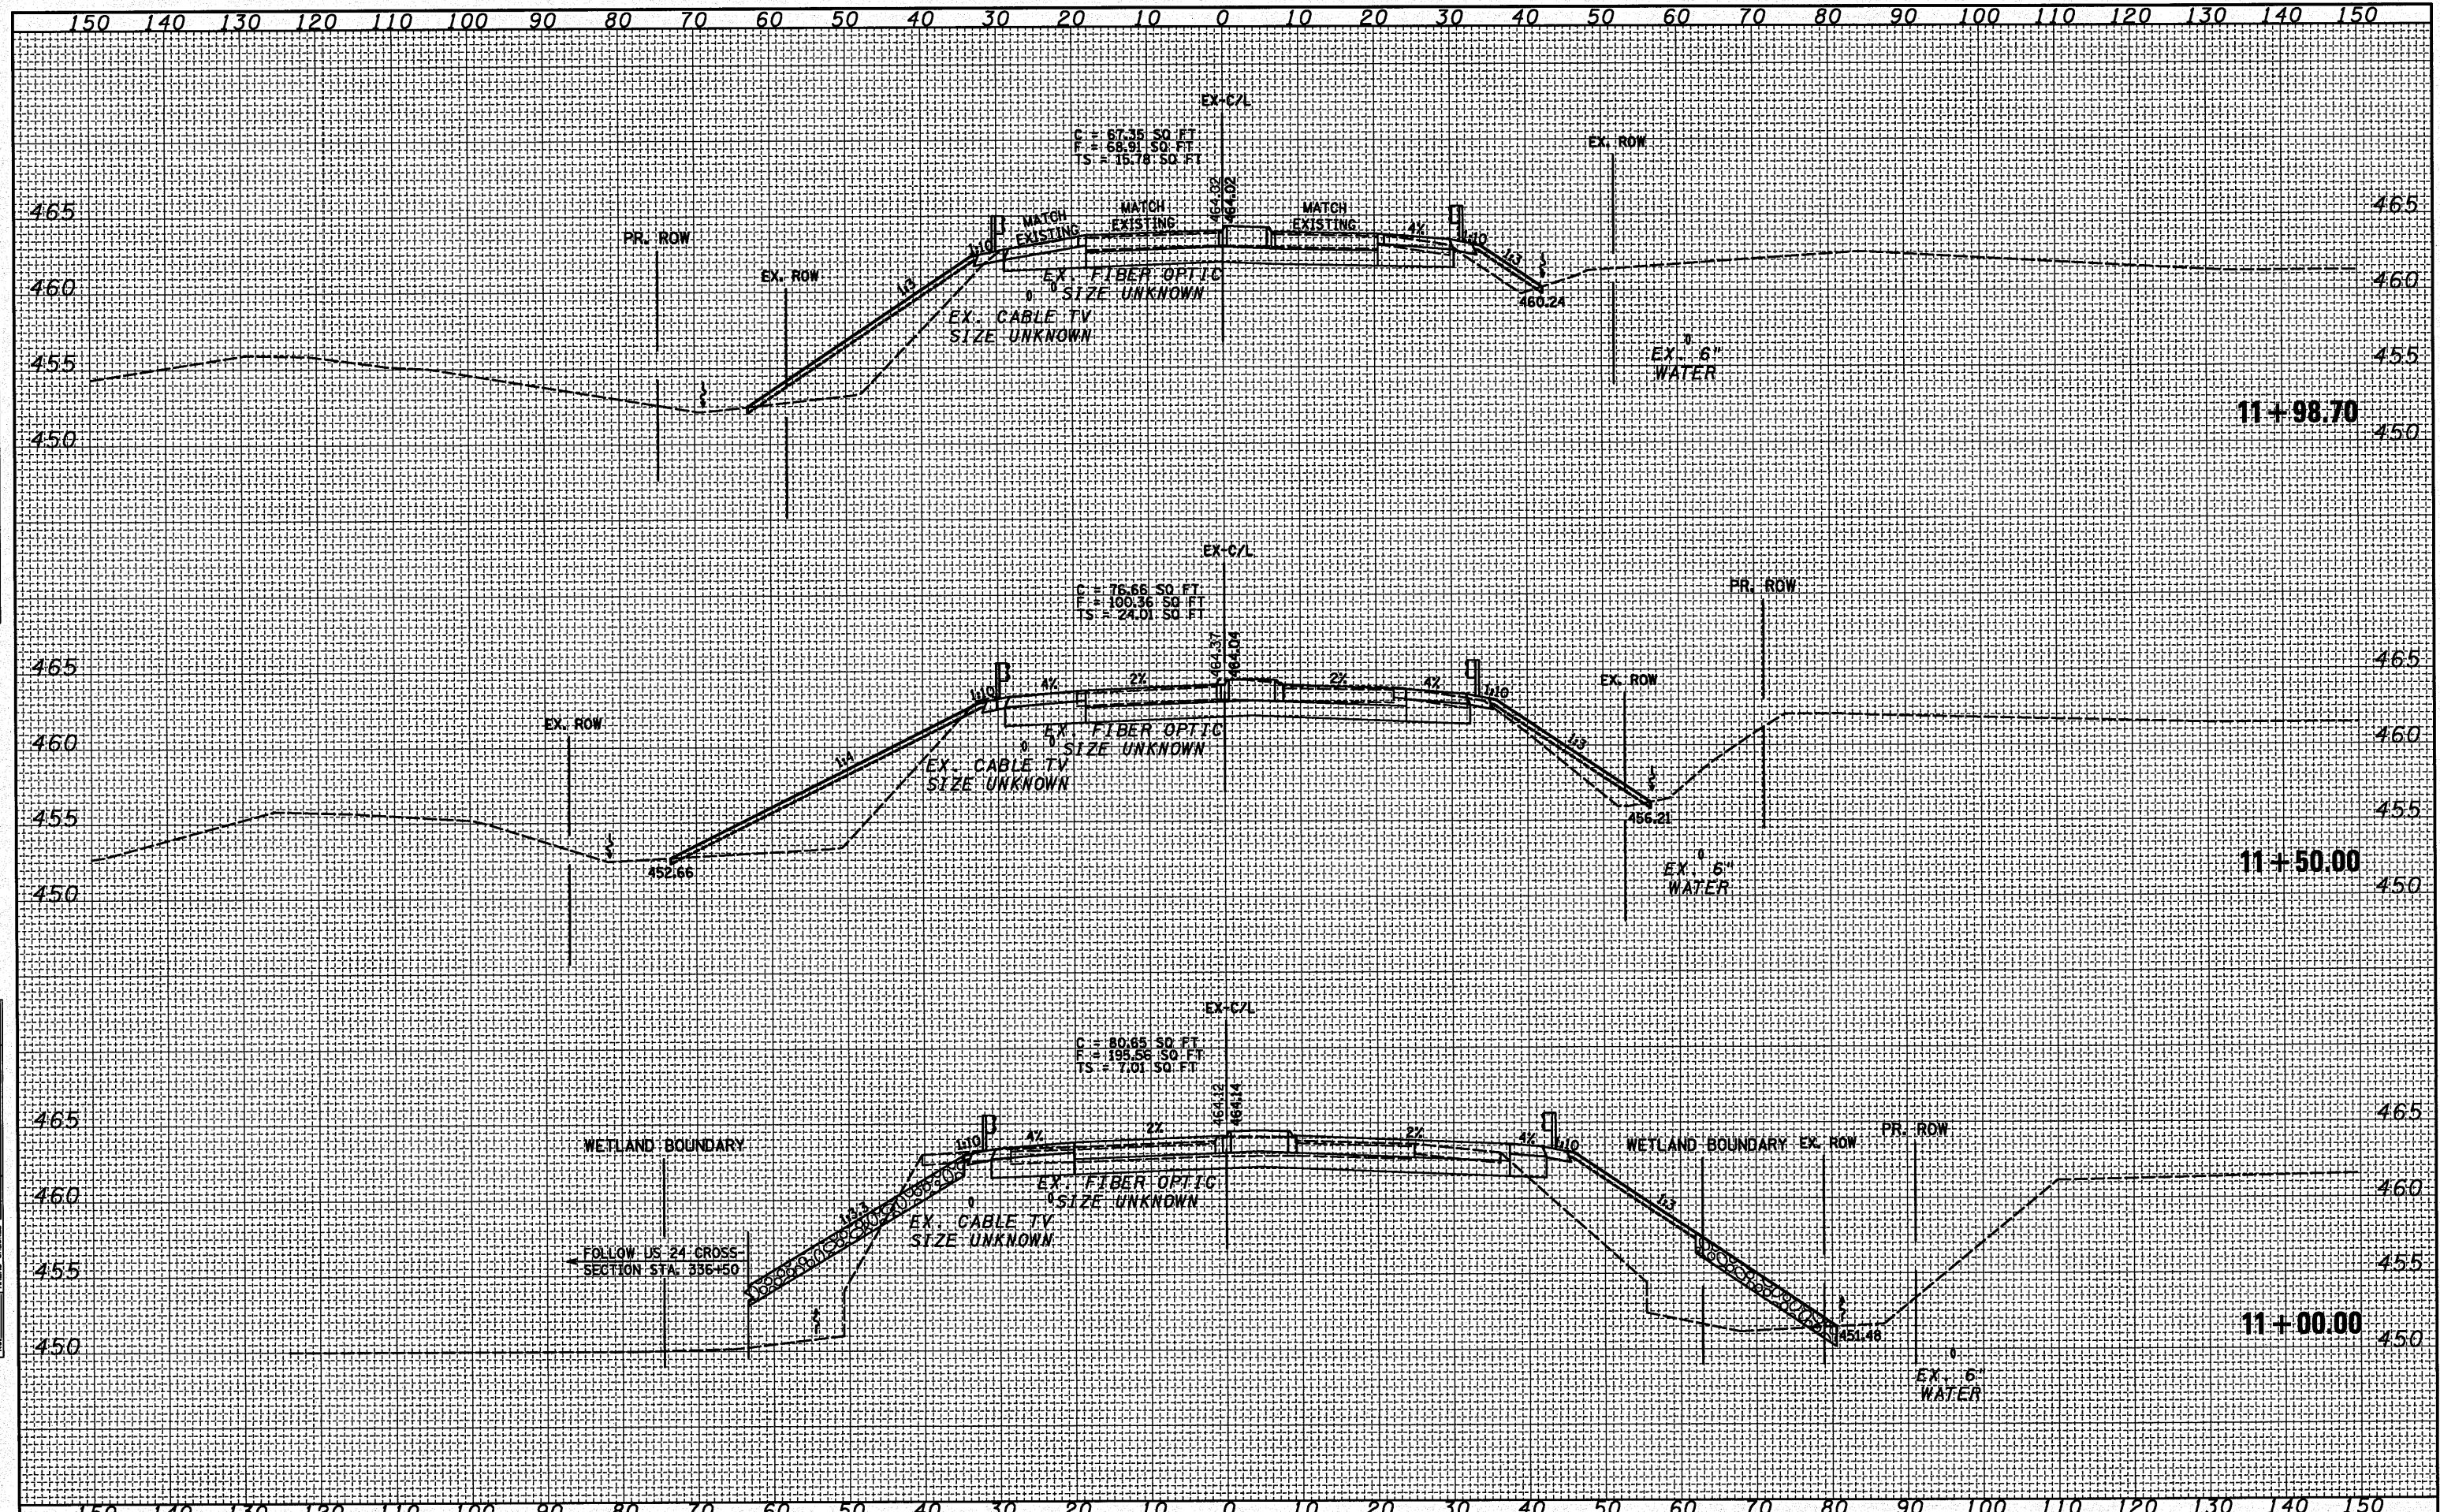 150 140 130 120 110 100 90 80 70 60 50 40 30 20 10 0 10 20 30 40 50 60 70 80 90 100 110 120 130 140 150
EX-C/L
C = 67.35 SQ FT
F = 68.91 SQ FT
TS = 15.78 SQ FT
EX. ROW
464.02
464.02
465
465
PR. ROW
EX. ROW
1:10
MATCH
EXISTING
MATCH
EXISTING
MATCH
EXISTING
4%
1:10
1:3
1:3
460
460
EX. FIBER OPTIC
SIZE UNKNOWN
460.24
EX. CABLE TV
SIZE UNKNOWN
455
455
EX. 6"
WATER
11+98.70
450
450
EX-C/L
C = 76.66 SQ FT
F = 100.36 SQ FT
TS = 24.01 SQ FT
PR. ROW
464.37
464.04
465
465
1:10
4%
2%
2%
4%
1:10
EX. ROW
EX. ROW
1:4
1:3
460
460
EX. FIBER OPTIC
SIZE UNKNOWN
EX. CABLE TV
SIZE UNKNOWN
455
455
456.21
452.66
EX. 6"
WATER
11+50.00
450
450
EX-C/L
C = 80.65 SQ FT
F = 195.56 SQ FT
TS = 7.01 SQ FT
464.12
464.14
465
465
WETLAND BOUNDARY
1:10
4%
2%
2%
4%
1:10
WETLAND BOUNDARY
EX. ROW
PR. ROW
460
460
1:3.3
1:3
EX. FIBER OPTIC
SIZE UNKNOWN
EX. CABLE TV
SIZE UNKNOWN
FOLLOW US 24 CROSS-
SECTION STA. 336+50
455
455
451.48
11+00.00
450
450
EX. 6"
WATER
150 140 130 120 110 100 90 80 70 60 50 40 30 20 10 0 10 20 30 40 50 60 70 80 90 100 110 120 130 140 150